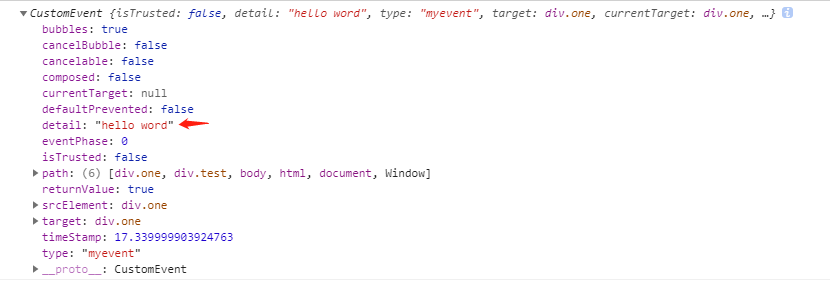 CustomEvent {isTrusted: false, detail: "hello word", type: "myevent", target: div.one, currentTarget: div.one, …} i
bubbles: true
cancelBubble: false
cancelable: false
composed: false
currentTarget: null
defaultPrevented: false
detail: "hello word"
eventPhase: 0
isTrusted: false
path: (6) [div.one, div.test, body, html, document, Window]
returnValue: true
srcElement: div.one
target: div.one
timeStamp: 17.339999903924763
type: "myevent"
__proto__: CustomEvent